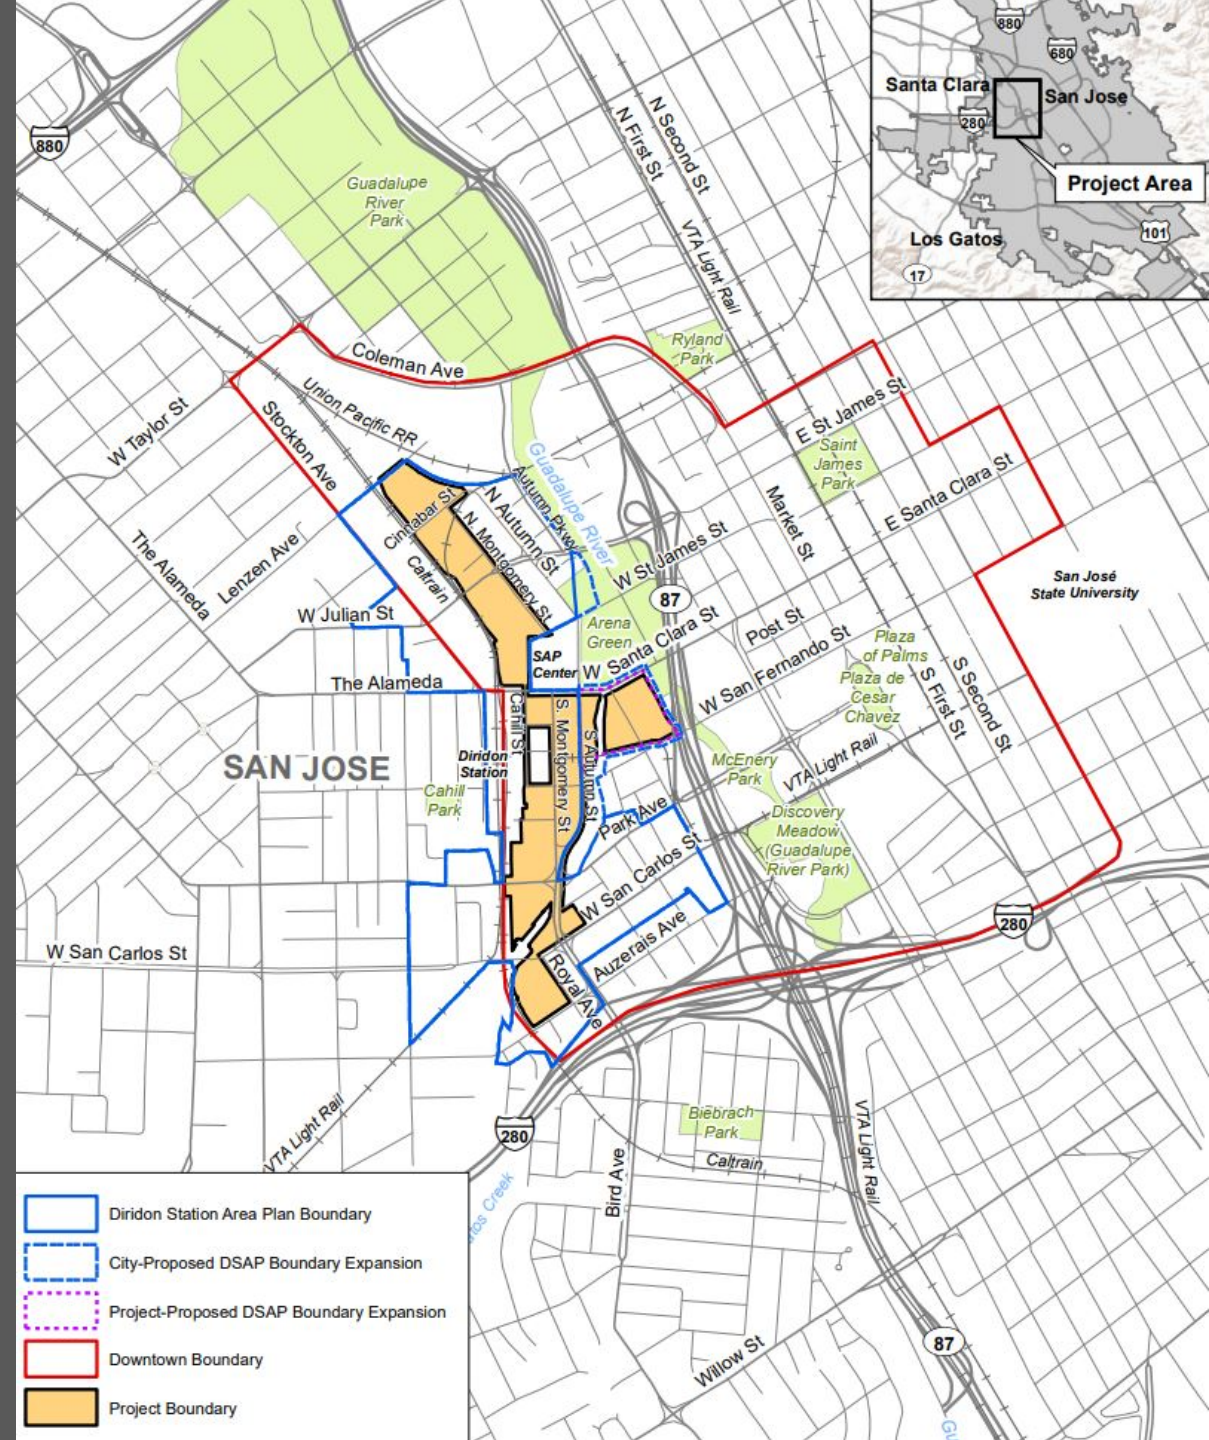 880
680
Santa Clara
San Jose
280
Project Area
101
Los Gatos
17
880
N Second St
N First St
Guadalupe
River
Park
VTA Light Rail
Ryland
Park
Coleman Ave
Union Pacific RR
W Taylor St
Stockton Ave
E St James St
Saint
James
Park
E Santa Clara St
Guadalupe River
Autumn Pkwy
N Autumn St
Cinnabar St
N. Montgomery St
Market St
The Alameda
Lenzen Ave
Caltrain
W St James St
87
San José
State University
W Julian St
Arena
Green
Post St
W Santa Clara St
SAP
Center
W San Fernando St
Plaza
of Palms
Plaza de
Cesar
Chavez
S Second St
S First St
The Alameda
Cahill St
S. Montgomery St
S Autumn St
SAN JOSE
Diridon
Station
McEnery
Park
VTA Light Rail
Cahill
Park
Park Ave
Discovery
Meadow
(Guadalupe
River Park)
W San Carlos St
280
W San Carlos St
Auzerais Ave
Royal Ave
VTA Light Rail
280
Biebrach
Park
Caltrain
VTA Light Rail
Bird Ave
Creek
87
Willow St
Diridon Station Area Plan Boundary
City-Proposed DSAP Boundary Expansion
Project-Proposed DSAP Boundary Expansion
Downtown Boundary
Project Boundary